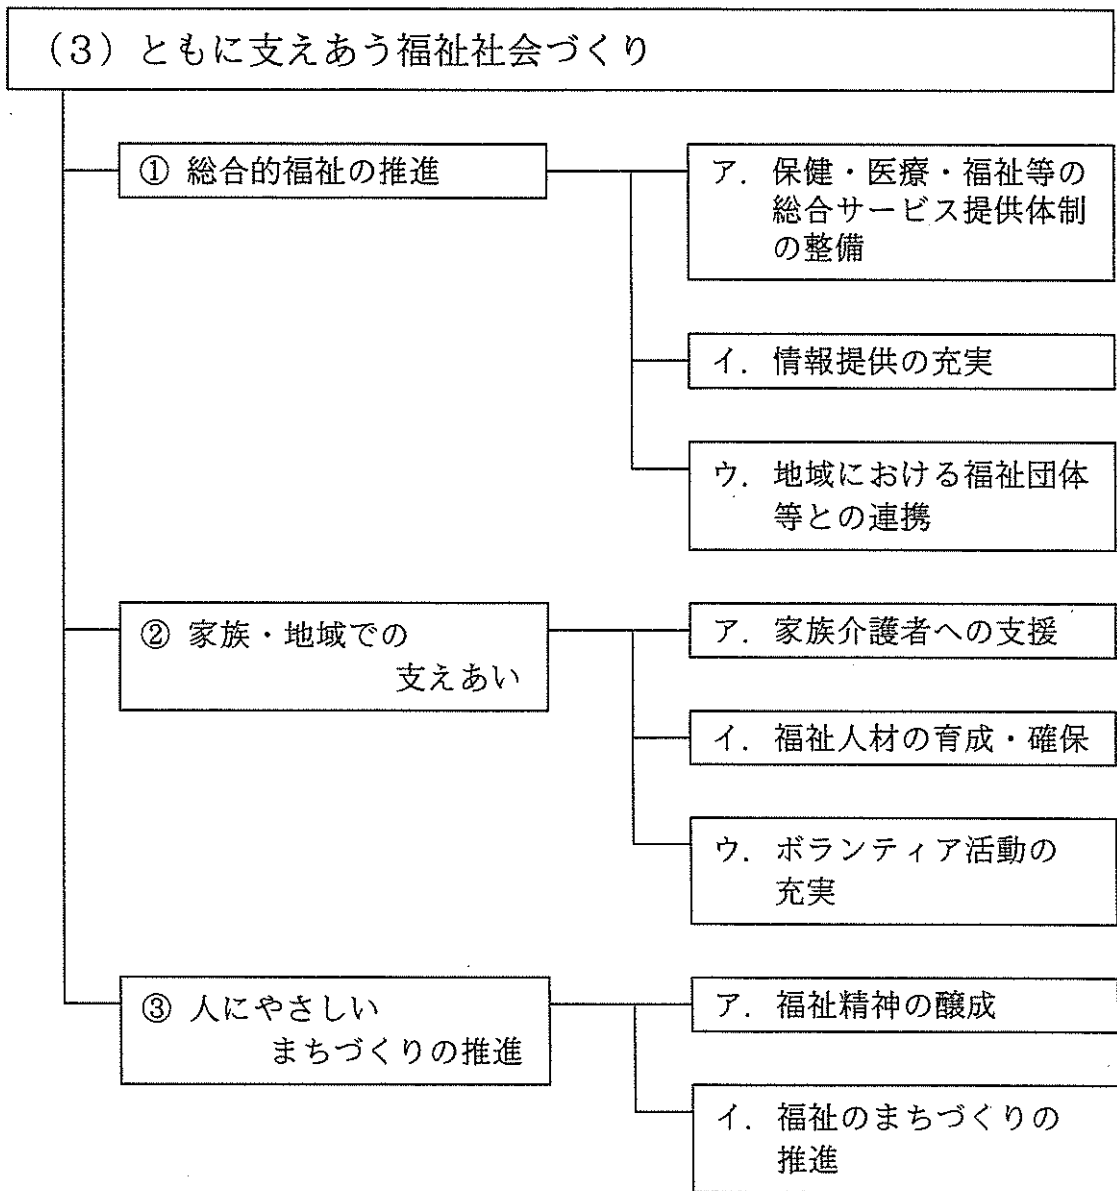 (3)ともに支えあう福祉社会づくり
① 総合的福祉の推進
ア.保健・医療・福祉等の
総合サービス提供体制
の整備
イ.情報提供の充実
ウ.地域における福祉団体
等との連携
② 家族・地域での
支えあい
ア.家族介護者への支援
イ.福祉人材の育成・確保
ウ.ボランティア活動の
充実
③ 人にやさしい
まちづくりの推進
ア.福祉精神の醸成
イ.福祉のまちづくりの
推進